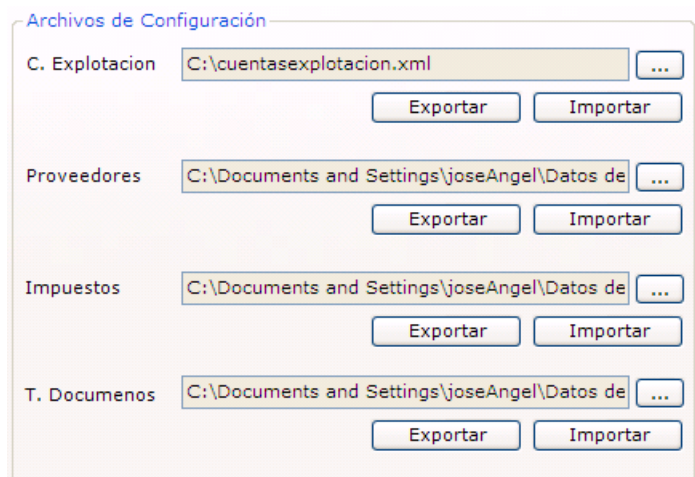 Archivos de Configuración
C. Explotacion C:\cuentasexplotacion.xml ...
Exportar Importar
Proveedores C:\Documents and Settings\joseAngel\Datos de ...
Exportar Importar
Impuestos C:\Documents and Settings\joseAngel\Datos de ...
Exportar Importar
T. Documenos C:\Documents and Settings\joseAngel\Datos de ...
Exportar Importar